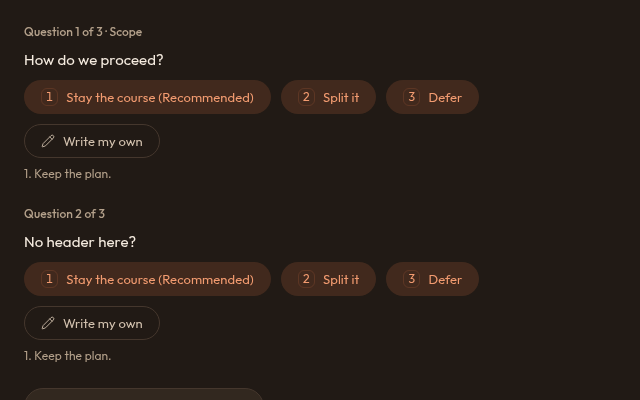 Question 1 of 3 · Scope
How do we proceed?
1 Stay the course (Recommended) 2 Split it 3 Defer
Write my own
1. Keep the plan.
Question 2 of 3
No header here?
1 Stay the course (Recommended) 2 Split it 3 Defer
Write my own
1. Keep the plan.